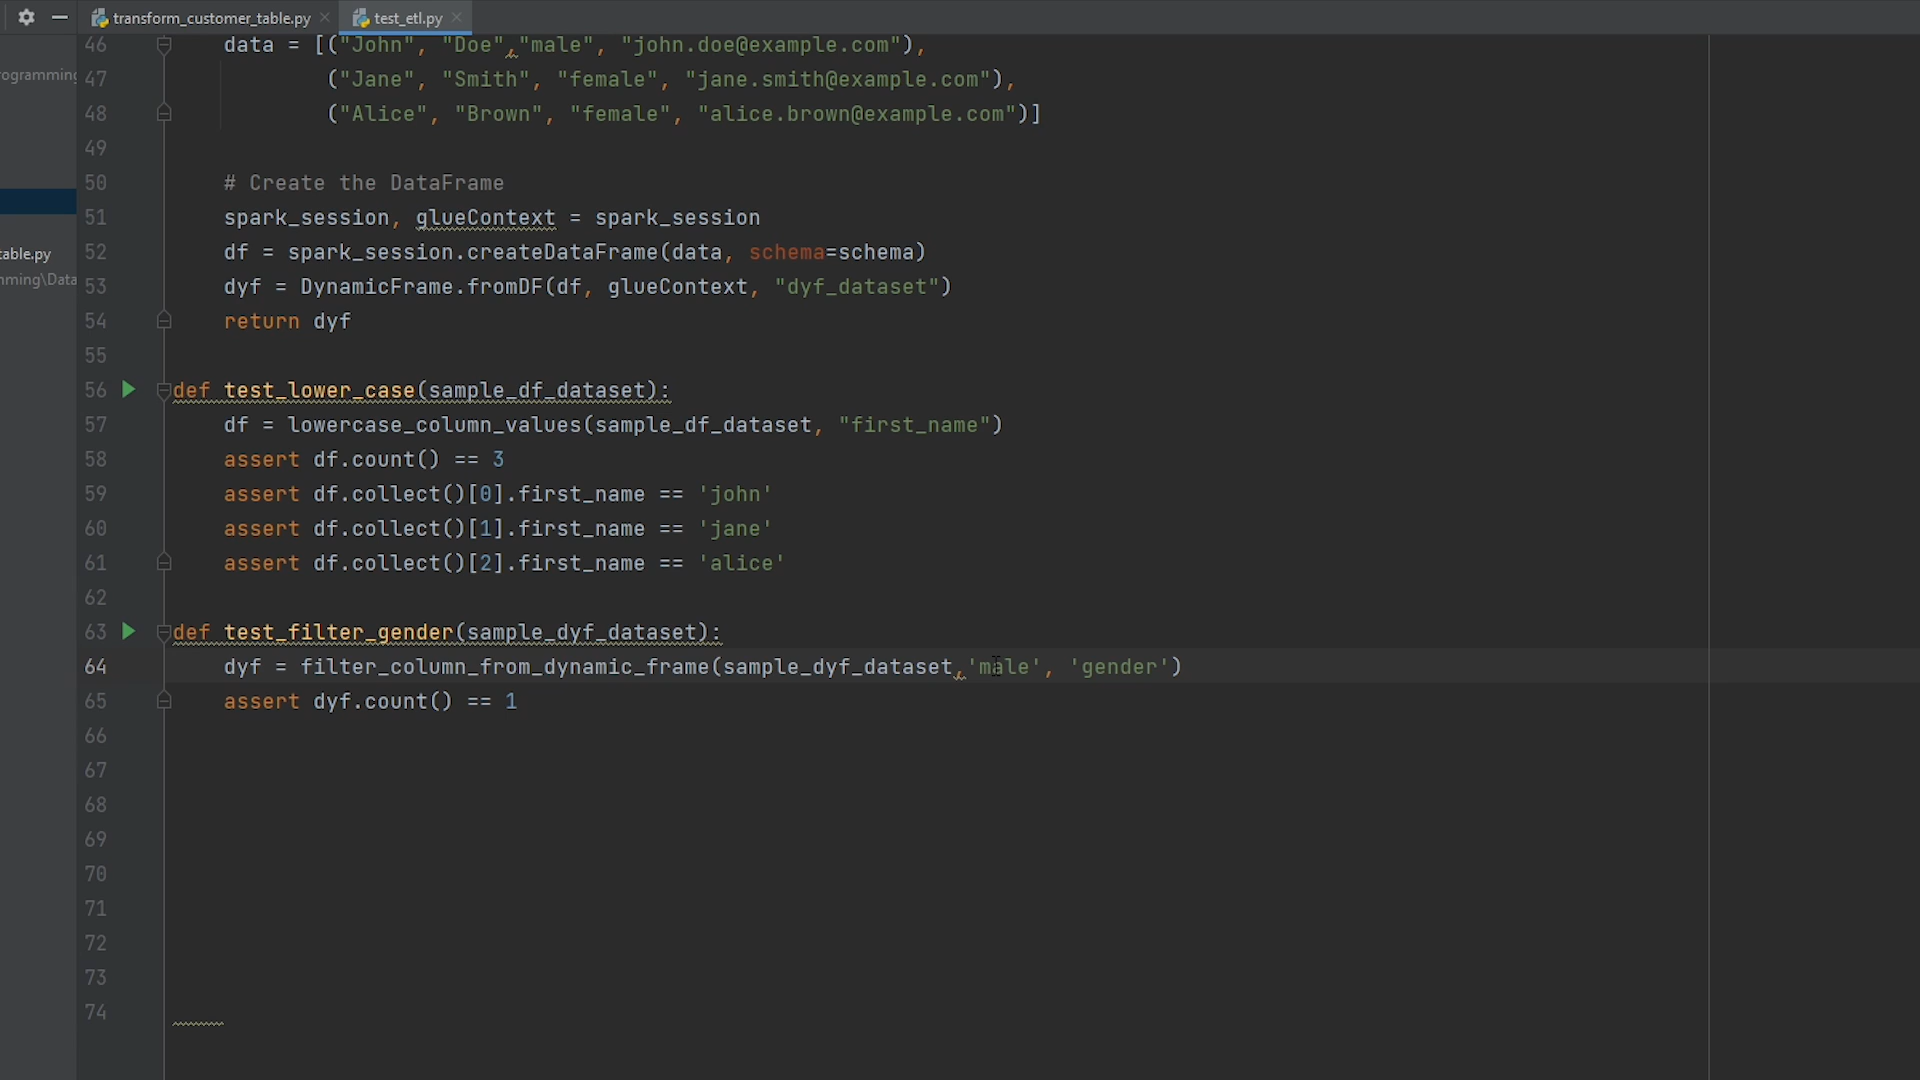 transform_customer_table.py test_etl.py
46 data = [("John", "Doe","male", "john.doe@example.com"),
rogramming
47 ("Jane", "Smith", "female", "jane.smith@example.com"),
48 ("Alice", "Brown", "female", "alice.brown@example.com")]
49
50 # Create the DataFrame
51 spark_session, glueContext = spark_session
table.py
52 df = spark_session.createDataFrame(data, schema=schema)
mming\Data
53 dyf = DynamicFrame.fromDF(df, glueContext, "dyf_dataset")
54 return dyf
55
56 def test_lower_case(sample_df_dataset):
57 df = lowercase_column_values(sample_df_dataset, "first_name")
58 assert df.count() == 3
59 assert df.collect()[0].first_name == 'john'
60 assert df.collect()[1].first_name == 'jane'
61 assert df.collect()[2].first_name == 'alice'
62
63 def test_filter_gender(sample_dyf_dataset):
64 dyf = filter_column_from_dynamic_frame(sample_dyf_dataset,'male', 'gender')
65 assert dyf.count() == 1
66
67
68
69
70
71
72
73
74